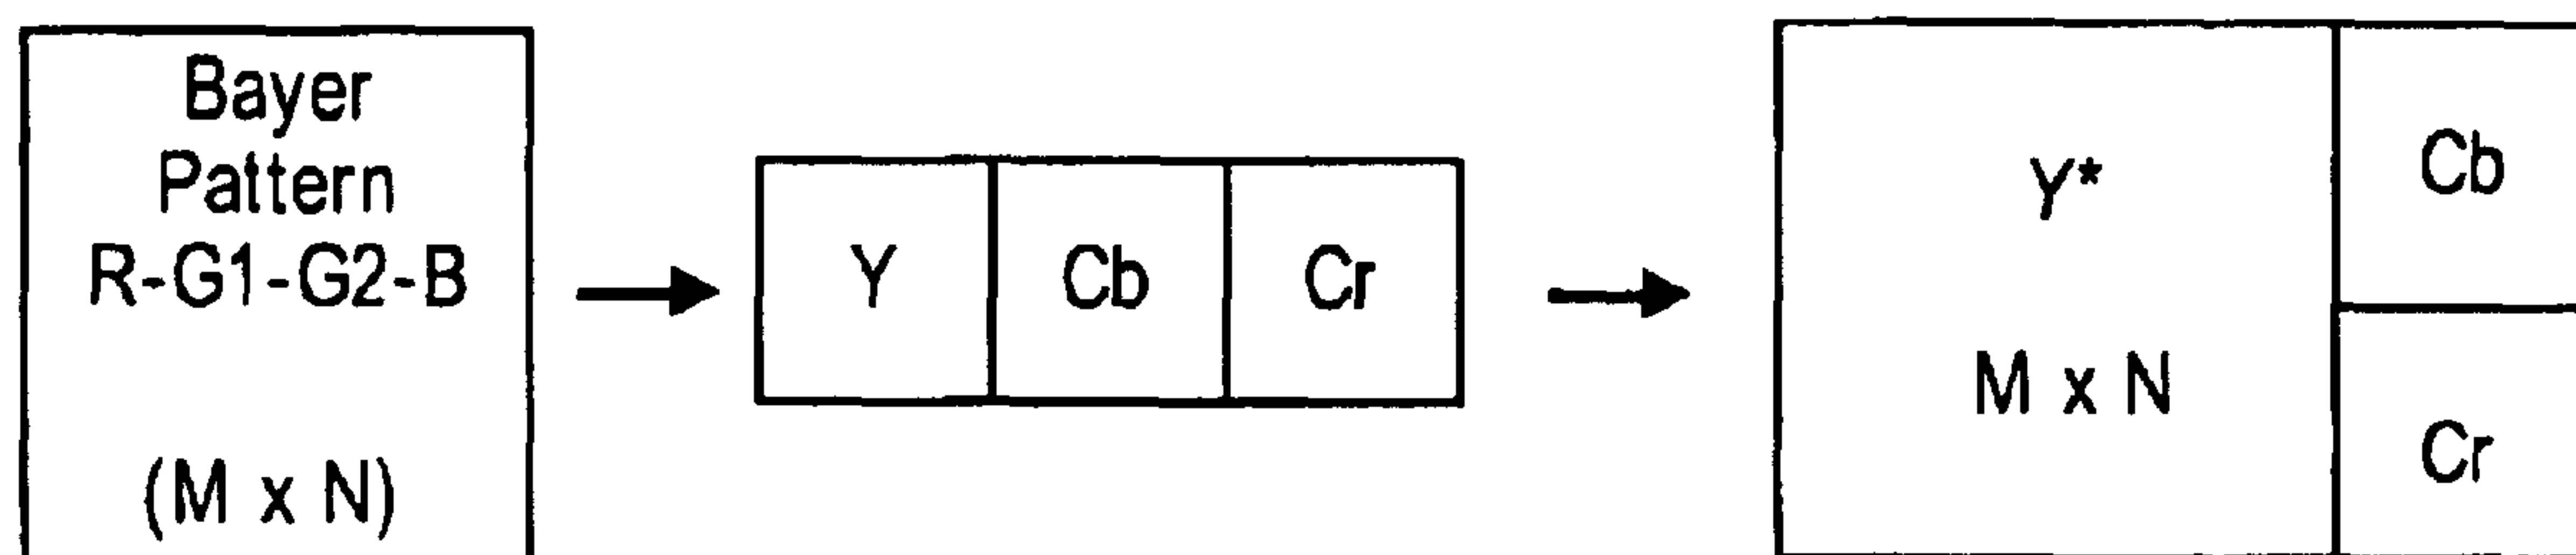 Bayer
Pattern
R-G1-G2-B
(M x N)
Y
Cb
Cr
Y*
M x N
Cb
Cr